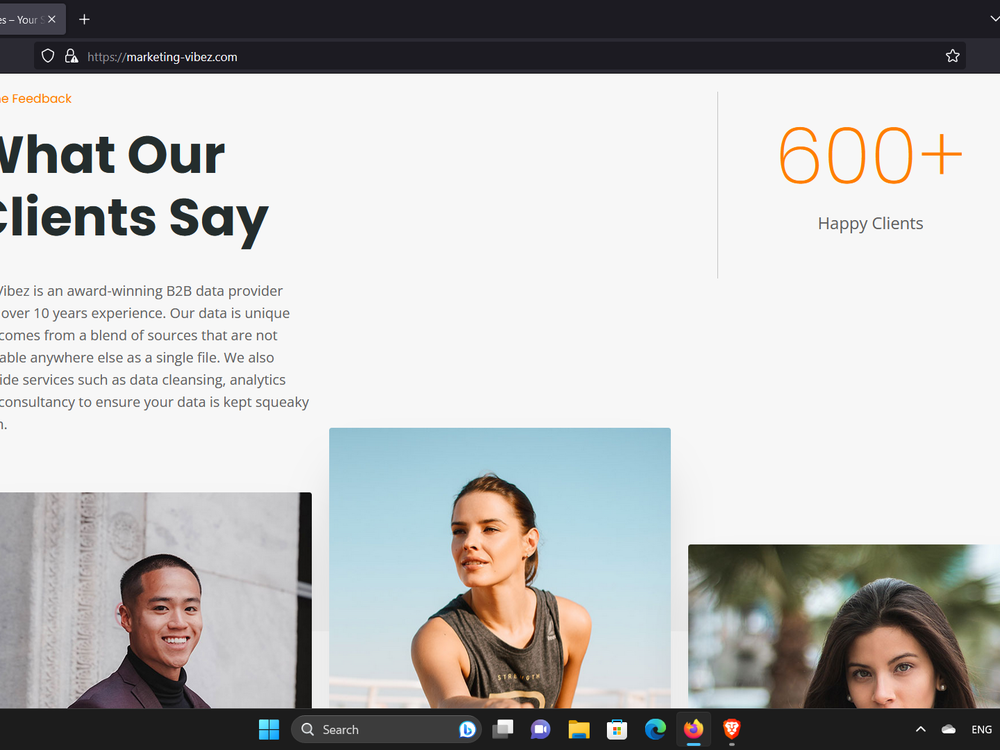 es – Your S
https://marketing-vibez.com
e Feedback
What Our
Clients Say
600+
Happy Clients
Vibez is an award-winning B2B data provider
over 10 years experience. Our data is unique
comes from a blend of sources that are not
able anywhere else as a single file. We also
ide services such as data cleansing, analytics
consultancy to ensure your data is kept squeaky
n.
STRENGTH
Search
ENG